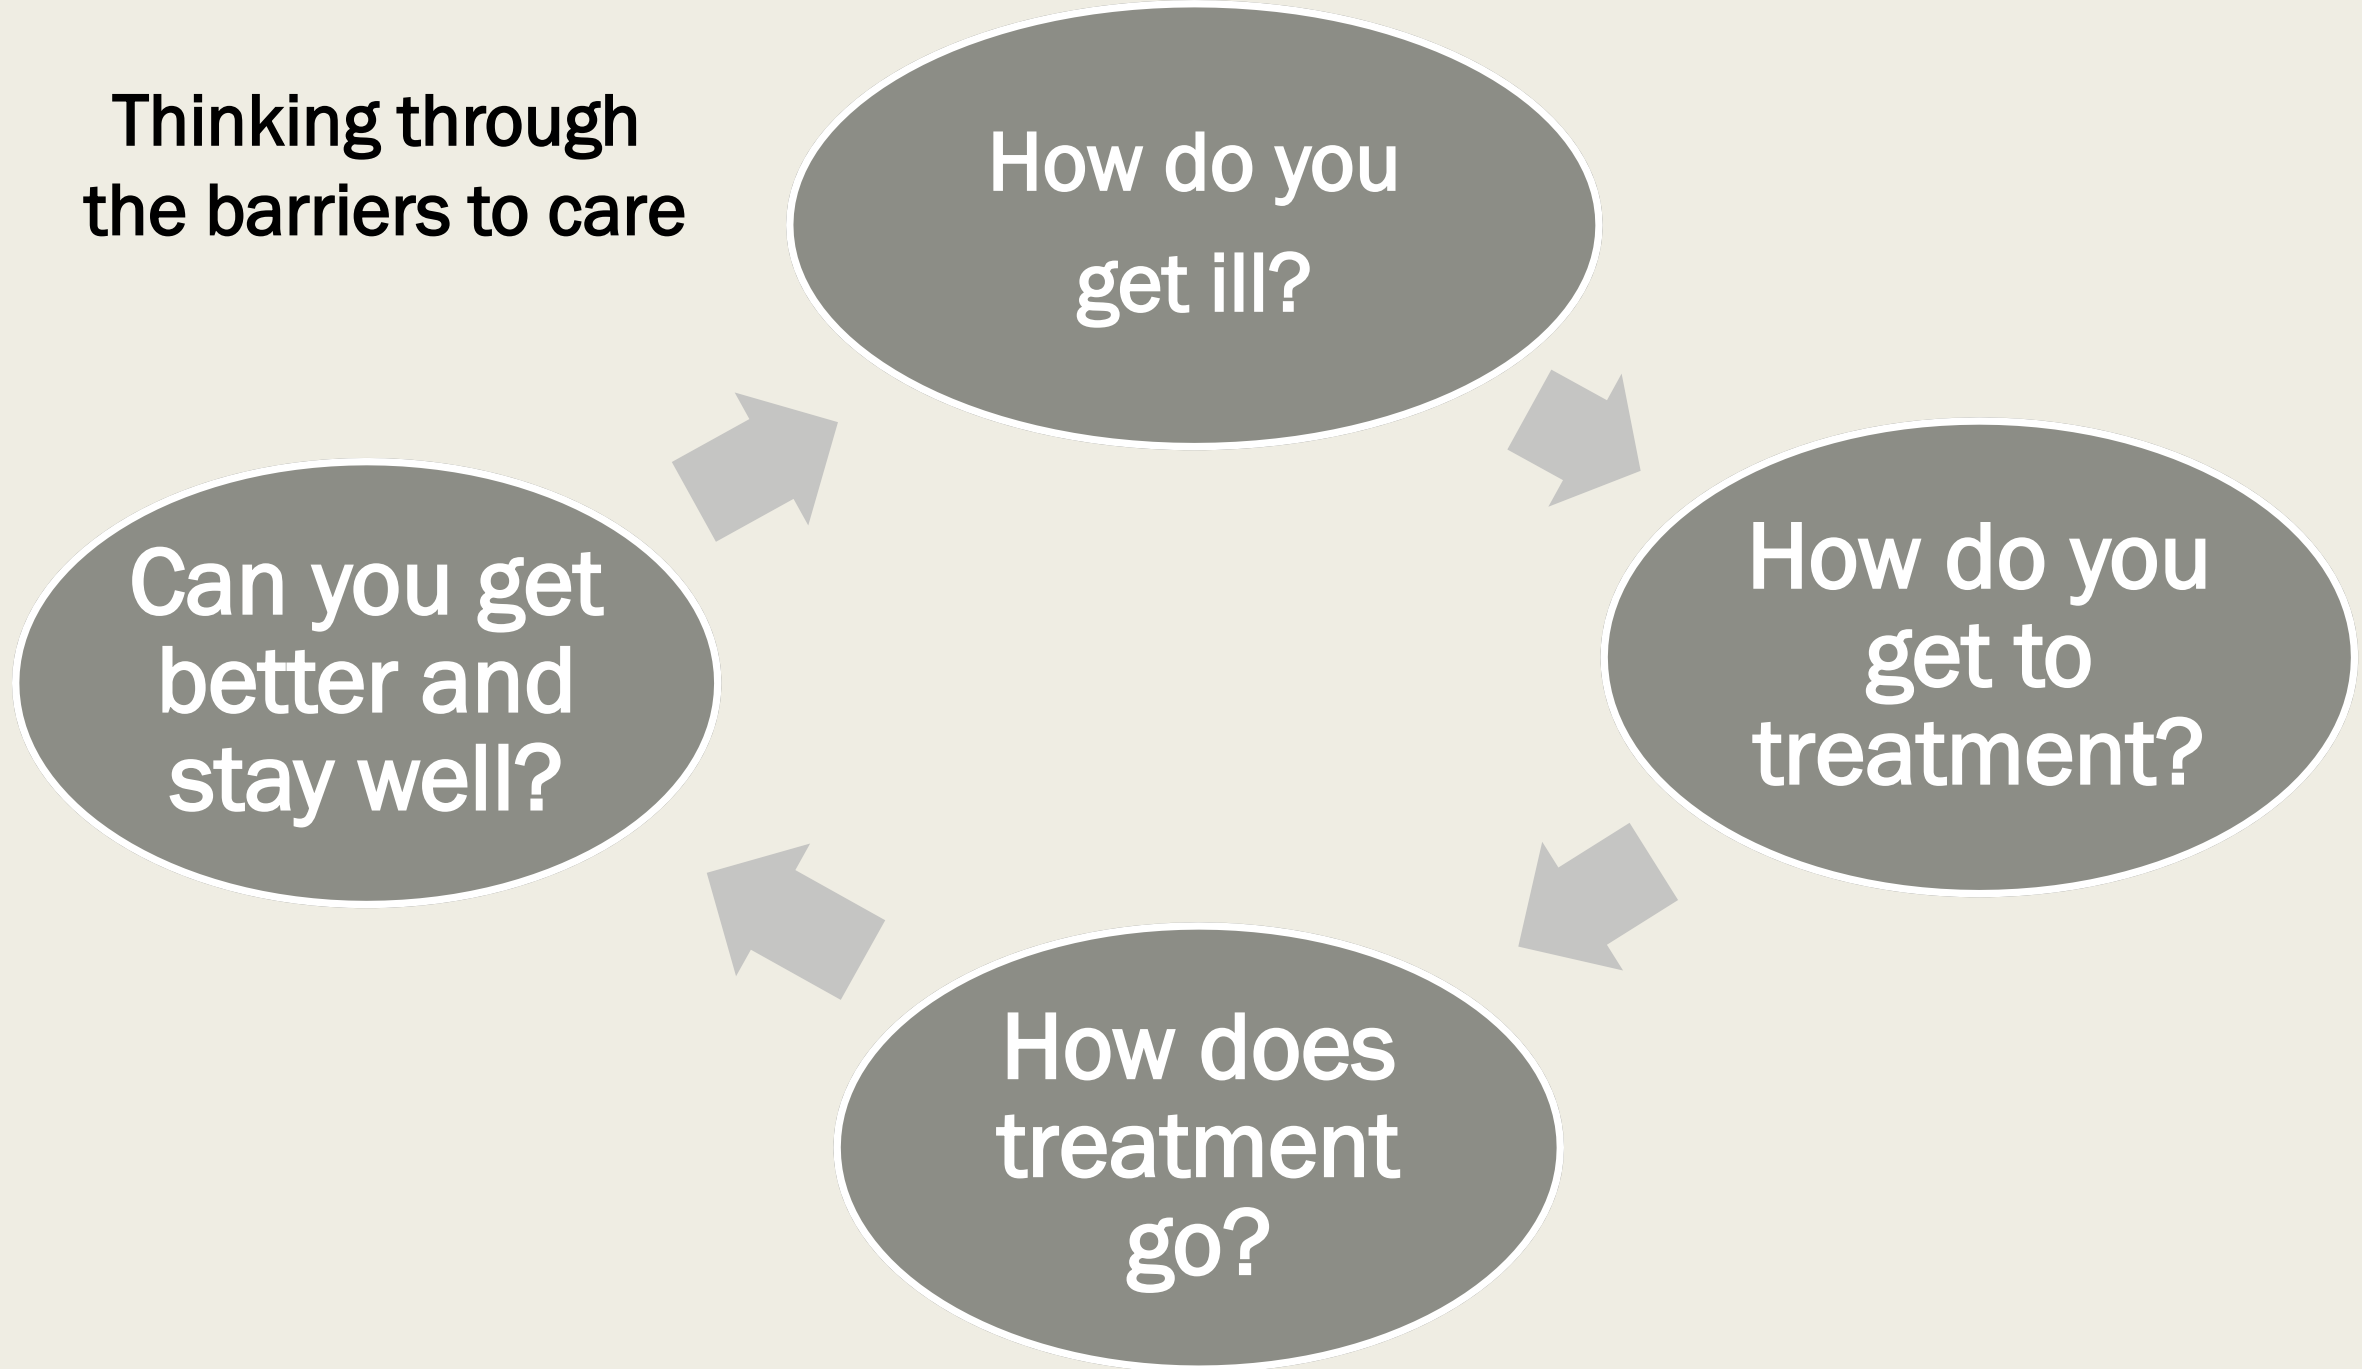 Thinking through
the barriers to care
How do you
get ill?
How do you
get to
treatment?
How does
treatment
go?
Can you get
better and
stay well?